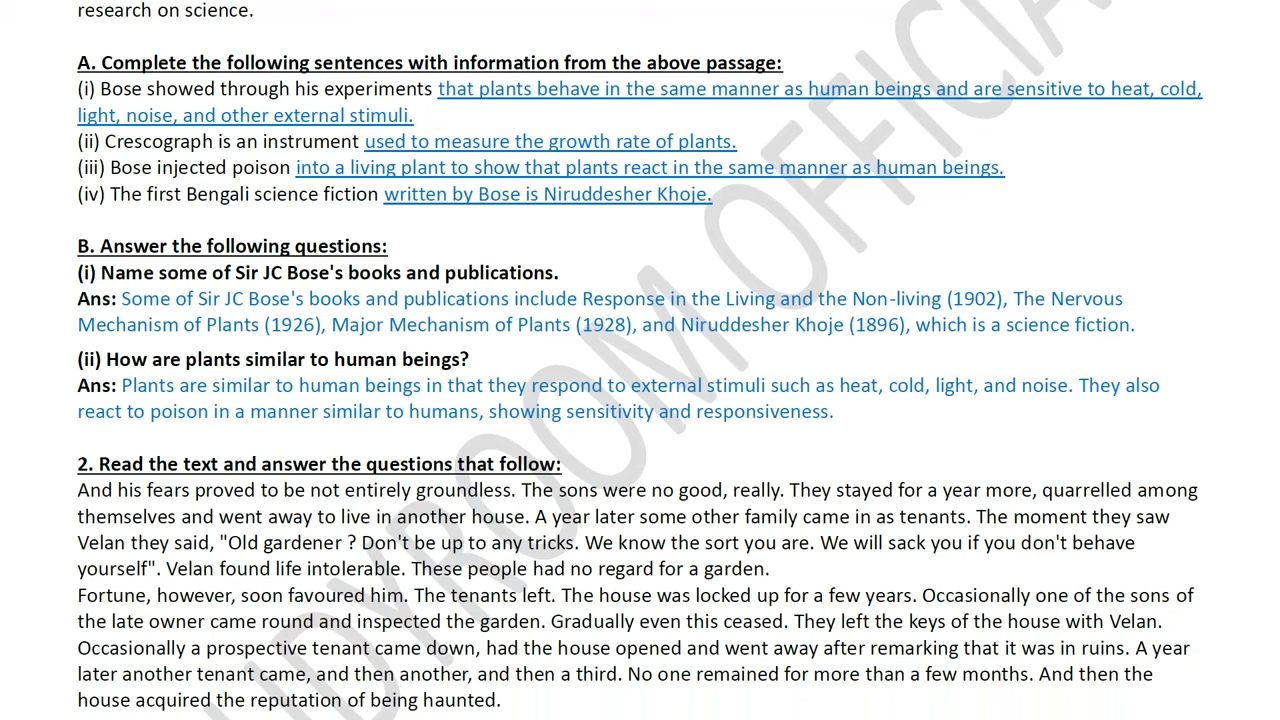 research on science.
A. Complete the following sentences with information from the above passage:
(i) Bose showed through his experiments that plants behave in the same manner as human beings and are sensitive to heat, cold,
light, noise, and other external stimuli.
(ii) Crescograph is an instrument used to measure the growth rate of plants.
(iii) Bose injected poison into a living plant to show that plants react in the same manner as human beings.
(iv) The first Bengali science fiction written by Bose is Niruddesher Khoje.
B. Answer the following questions:
(i) Name some of Sir JC Bose's books and publications.
Ans: Some of Sir JC Bose's books and publications include Response in the Living and the Non-living (1902), The Nervous
Mechanism of Plants (1926), Major Mechanism of Plants (1928), and Niruddesher Khoje (1896), which is a science fiction.
(ii) How are plants similar to human beings?
Ans: Plants are similar to human beings in that they respond to external stimuli such as heat, cold, light, and noise. They also
react to poison in a manner similar to humans, showing sensitivity and responsiveness.
2. Read the text and answer the questions that follow:
And his fears proved to be not entirely groundless. The sons were no good, really. They stayed for a year more, quarrelled among
themselves and went away to live in another house. A year later some other family came in as tenants. The moment they saw
Velan they said, "Old gardener ? Don't be up to any tricks. We know the sort you are. We will sack you if you don't behave
yourself". Velan found life intolerable. These people had no regard for a garden.
Fortune, however, soon favoured him. The tenants left. The house was locked up for a few years. Occasionally one of the sons of
the late owner came round and inspected the garden. Gradually even this ceased. They left the keys of the house with Velan.
Occasionally a prospective tenant came down, had the house opened and went away after remarking that it was in ruins. A year
later another tenant came, and then another, and then a third. No one remained for more than a few months. And then the
house acquired the reputation of being haunted.
UDYROOM OFFICIA